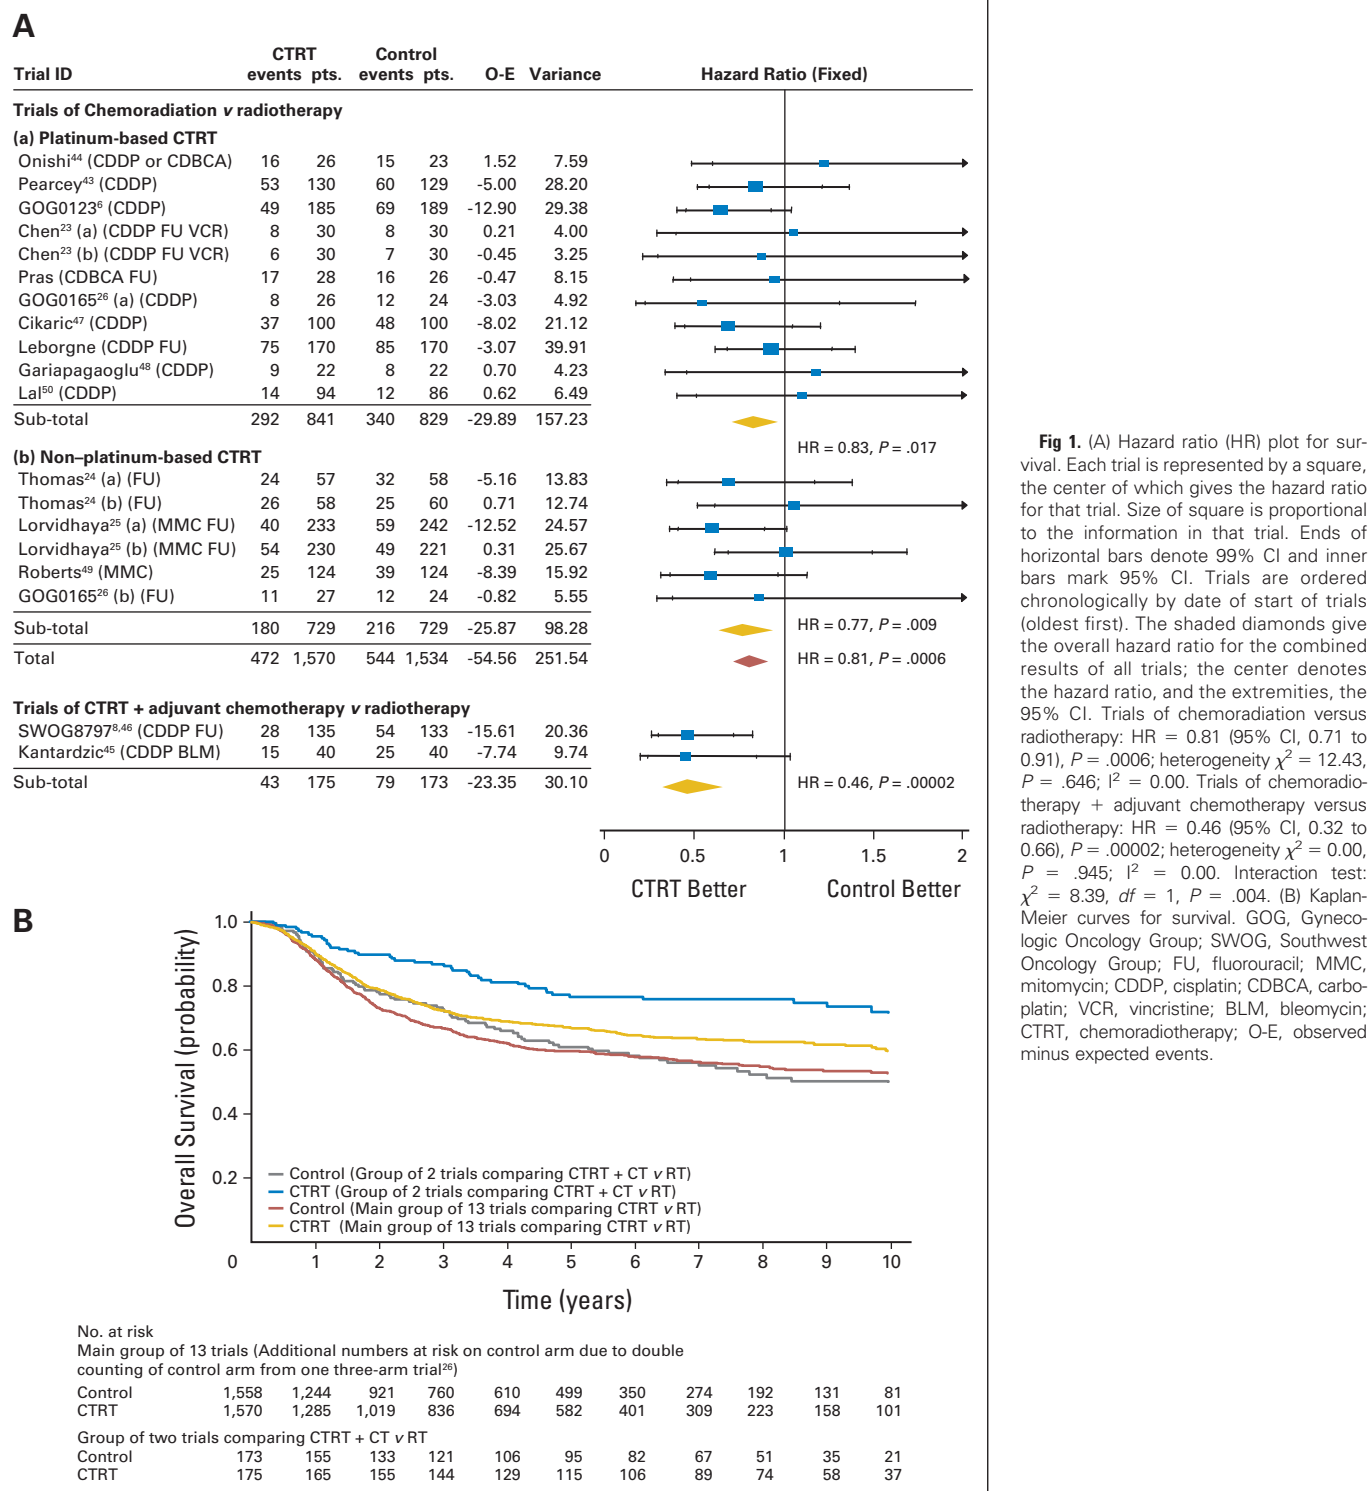 A
CTRT Control
Trial ID events pts. events pts. O-E Variance Hazard Ratio (Fixed)
Trials of Chemoradiation v radiotherapy
(a) Platinum-based CTRT
Onishi44 (CDDP or CDBCA) 16 26 15 23 1.52 7.59
Pearcey43 (CDDP) 53 130 60 129 -5.00 28.20
GOG01236 (CDDP) 49 185 69 189 -12.90 29.38
Chen23 (a) (CDDP FU VCR) 8 30 8 30 0.21 4.00
Chen23 (b) (CDDP FU VCR) 6 30 7 30 -0.45 3.25
Pras (CDBCA FU) 17 28 16 26 -0.47 8.15
GOG016526 (a) (CDDP) 8 26 12 24 -3.03 4.92
Cikaric47 (CDDP) 37 100 48 100 -8.02 21.12
Leborgne (CDDP FU) 75 170 85 170 -3.07 39.91
Gariapagaoglu48 (CDDP) 9 22 8 22 0.70 4.23
Lal50 (CDDP) 14 94 12 86 0.62 6.49
Sub-total 292 841 340 829 -29.89 157.23
HR = 0.83, P = .017
(b) Non–platinum-based CTRT
Thomas24 (a) (FU) 24 57 32 58 -5.16 13.83
Thomas24 (b) (FU) 26 58 25 60 0.71 12.74
Lorvidhaya25 (a) (MMC FU) 40 233 59 242 -12.52 24.57
Lorvidhaya25 (b) (MMC FU) 54 230 49 221 0.31 25.67
Roberts49 (MMC) 25 124 39 124 -8.39 15.92
GOG016526 (b) (FU) 11 27 12 24 -0.82 5.55
Sub-total 180 729 216 729 -25.87 98.28 HR = 0.77, P = .009
Total 472 1,570 544 1,534 -54.56 251.54 HR = 0.81, P = .0006
Trials of CTRT + adjuvant chemotherapy v radiotherapy
SWOG87978,46 (CDDP FU) 28 135 54 133 -15.61 20.36
Kantardzic45 (CDDP BLM) 15 40 25 40 -7.74 9.74
Sub-total 43 175 79 173 -23.35 30.10 HR = 0.46, P = .00002
0 0.5 1 1.5 2
CTRT Better Control Better
B
Overall Survival (probability)
1.0
0.8
0.6
0.4
0.2
Control (Group of 2 trials comparing CTRT + CT v RT)
CTRT (Group of 2 trials comparing CTRT + CT v RT)
Control (Main group of 13 trials comparing CTRT v RT)
CTRT (Main group of 13 trials comparing CTRT v RT)
0 1 2 3 4 5 6 7 8 9 10
Time (years)
No. at risk
Main group of 13 trials (Additional numbers at risk on control arm due to double
counting of control arm from one three-arm trial26)
Control 1,558 1,244 921 760 610 499 350 274 192 131 81
CTRT 1,570 1,285 1,019 836 694 582 401 309 223 158 101
Group of two trials comparing CTRT + CT v RT
Control 173 155 133 121 106 95 82 67 51 35 21
CTRT 175 165 155 144 129 115 106 89 74 58 37
Fig 1. (A) Hazard ratio (HR) plot for sur-
vival. Each trial is represented by a square,
the center of which gives the hazard ratio
for that trial. Size of square is proportional
to the information in that trial. Ends of
horizontal bars denote 99% CI and inner
bars mark 95% CI. Trials are ordered
chronologically by date of start of trials
(oldest first). The shaded diamonds give
the overall hazard ratio for the combined
results of all trials; the center denotes
the hazard ratio, and the extremities, the
95% CI. Trials of chemoradiation versus
radiotherapy: HR = 0.81 (95% CI, 0.71 to
0.91), P = .0006; heterogeneity χ2 = 12.43,
P = .646; I2 = 0.00. Trials of chemoradio-
therapy + adjuvant chemotherapy versus
radiotherapy: HR = 0.46 (95% CI, 0.32 to
0.66), P = .00002; heterogeneity χ2 = 0.00,
P = .945; I2 = 0.00. Interaction test:
χ2 = 8.39, df = 1, P = .004. (B) Kaplan-
Meier curves for survival. GOG, Gyneco-
logic Oncology Group; SWOG, Southwest
Oncology Group; FU, fluorouracil; MMC,
mitomycin; CDDP, cisplatin; CDBCA, carbo-
platin; VCR, vincristine; BLM, bleomycin;
CTRT, chemoradiotherapy; O-E, observed
minus expected events.